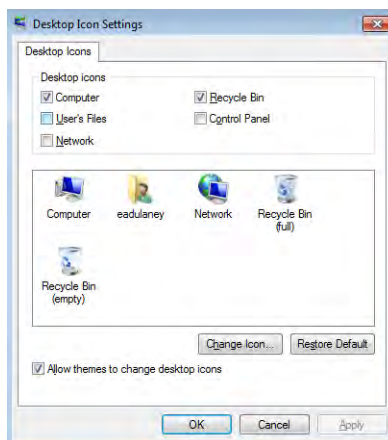 Desktop Icon Settings
Desktop Icons
Desktop icons
Computer
Recycle Bin
User's Files
Control Panel
Network
Computer
eadulaney
Network
Recycle Bin
(full)
Recycle Bin
(empty)
Change Icon...
Restore Default
Allow themes to change desktop icons
OK
Cancel
Apply